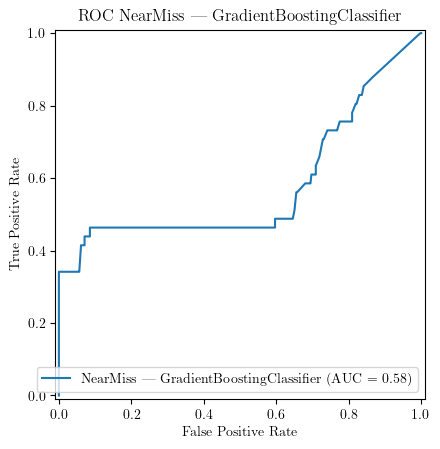 ROC NearMiss — GradientBoostingClassifier
True Positive Rate
1.0
0.8
0.6
0.4
0.2
0.0
NearMiss — GradientBoostingClassifier (AUC = 0.58)
0.0 0.2 0.4 0.6 0.8 1.0
False Positive Rate